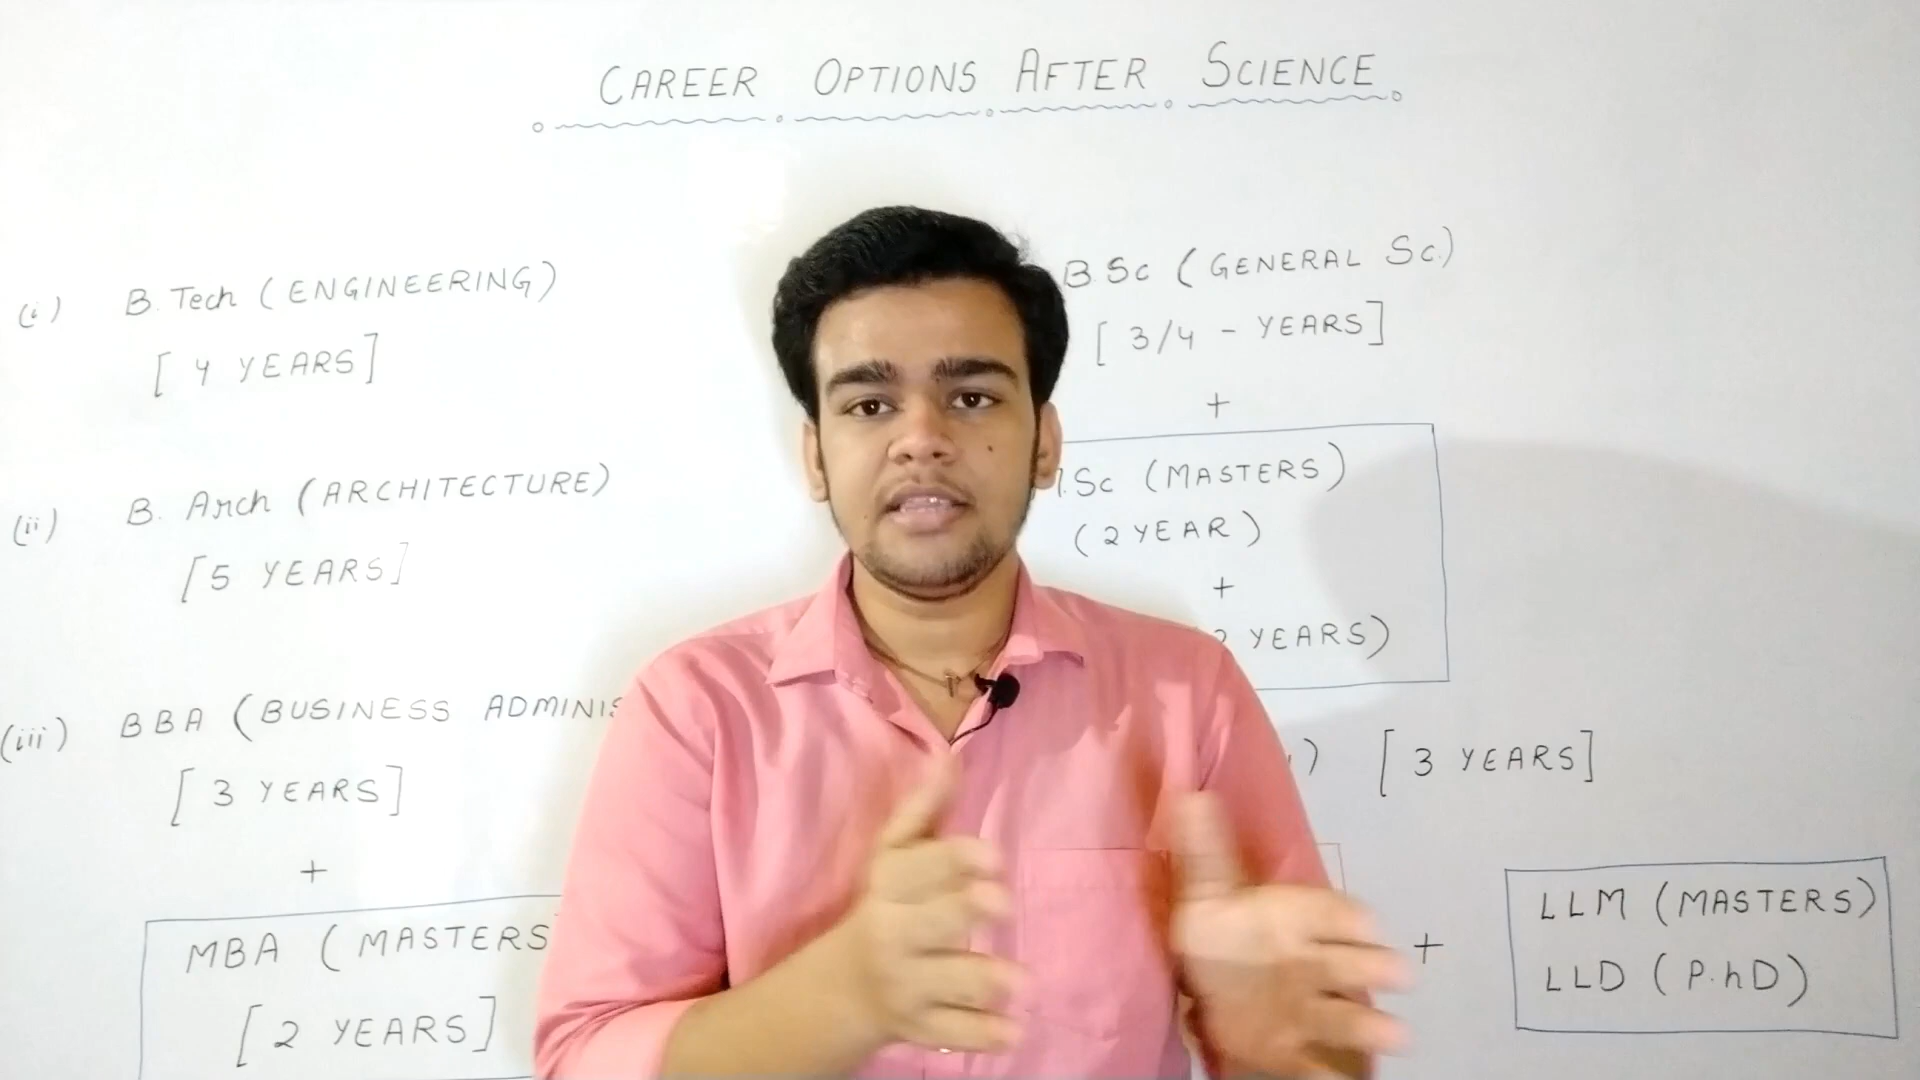 CAREER OPTIONS AFTER SCIENCE
(i) B.Tech (ENGINEERING)
[4 YEARS]
(ii) B. Arch (ARCHITECTURE)
[5 YEARS]
(iii) BBA (BUSINESS
[3 YEARS]
+
MBA (MASTERS
[2 YEARS]
B.Sc (GENERAL Sc.)
[3/4 - YEARS]
+
.Sc (MASTERS)
(2 YEAR)
+
YEARS)
) [3 YEARS]
+
LLM (MASTERS)
LLD (P.hD)